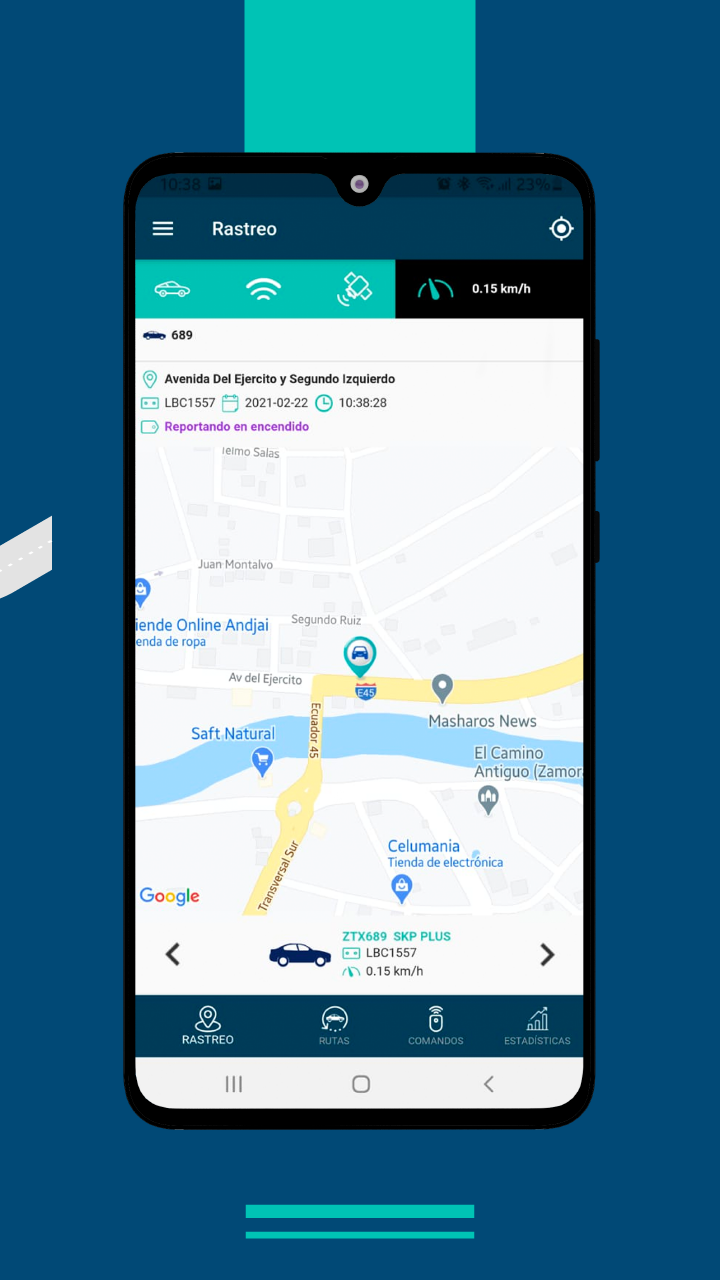 10:38 23%
Rastreo
0.15 km/h
689
Avenida Del Ejercito y Segundo Izquierdo
LBC1557 2021-02-22 10:38:28
Reportando en encendido
Telmo Salas
Juan Montalvo
Segundo Ruiz
iende Online Andjai
enda de ropa
Av del Ejercito
E45
Masharos News
Ecuador 45
Saft Natural
El Camino
Antiguo (Zamor
Celumania
Tienda de electrónica
Transversal Sur
Google
ZTX689 SKP PLUS
LBC1557
0.15 km/h
RASTREO RUTAS COMANDOS ESTADÍSTICAS